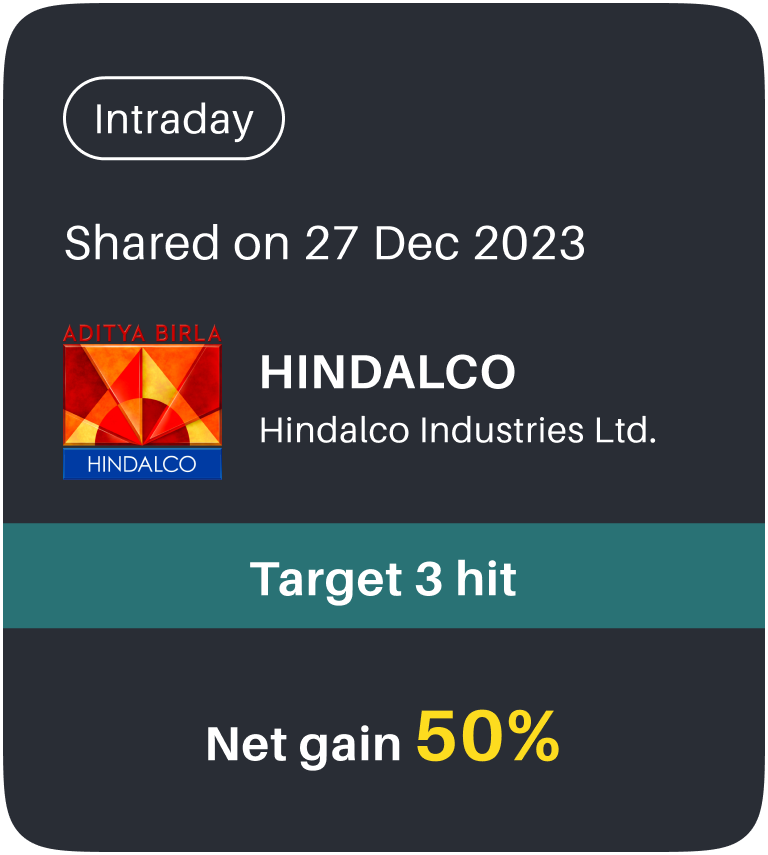 Intraday
Shared on 27 Dec 2023
ADITYA BIRLA
HINDALCO
HINDALCO
Hindalco Industries Ltd.
Target 3 hit
Net gain 50%